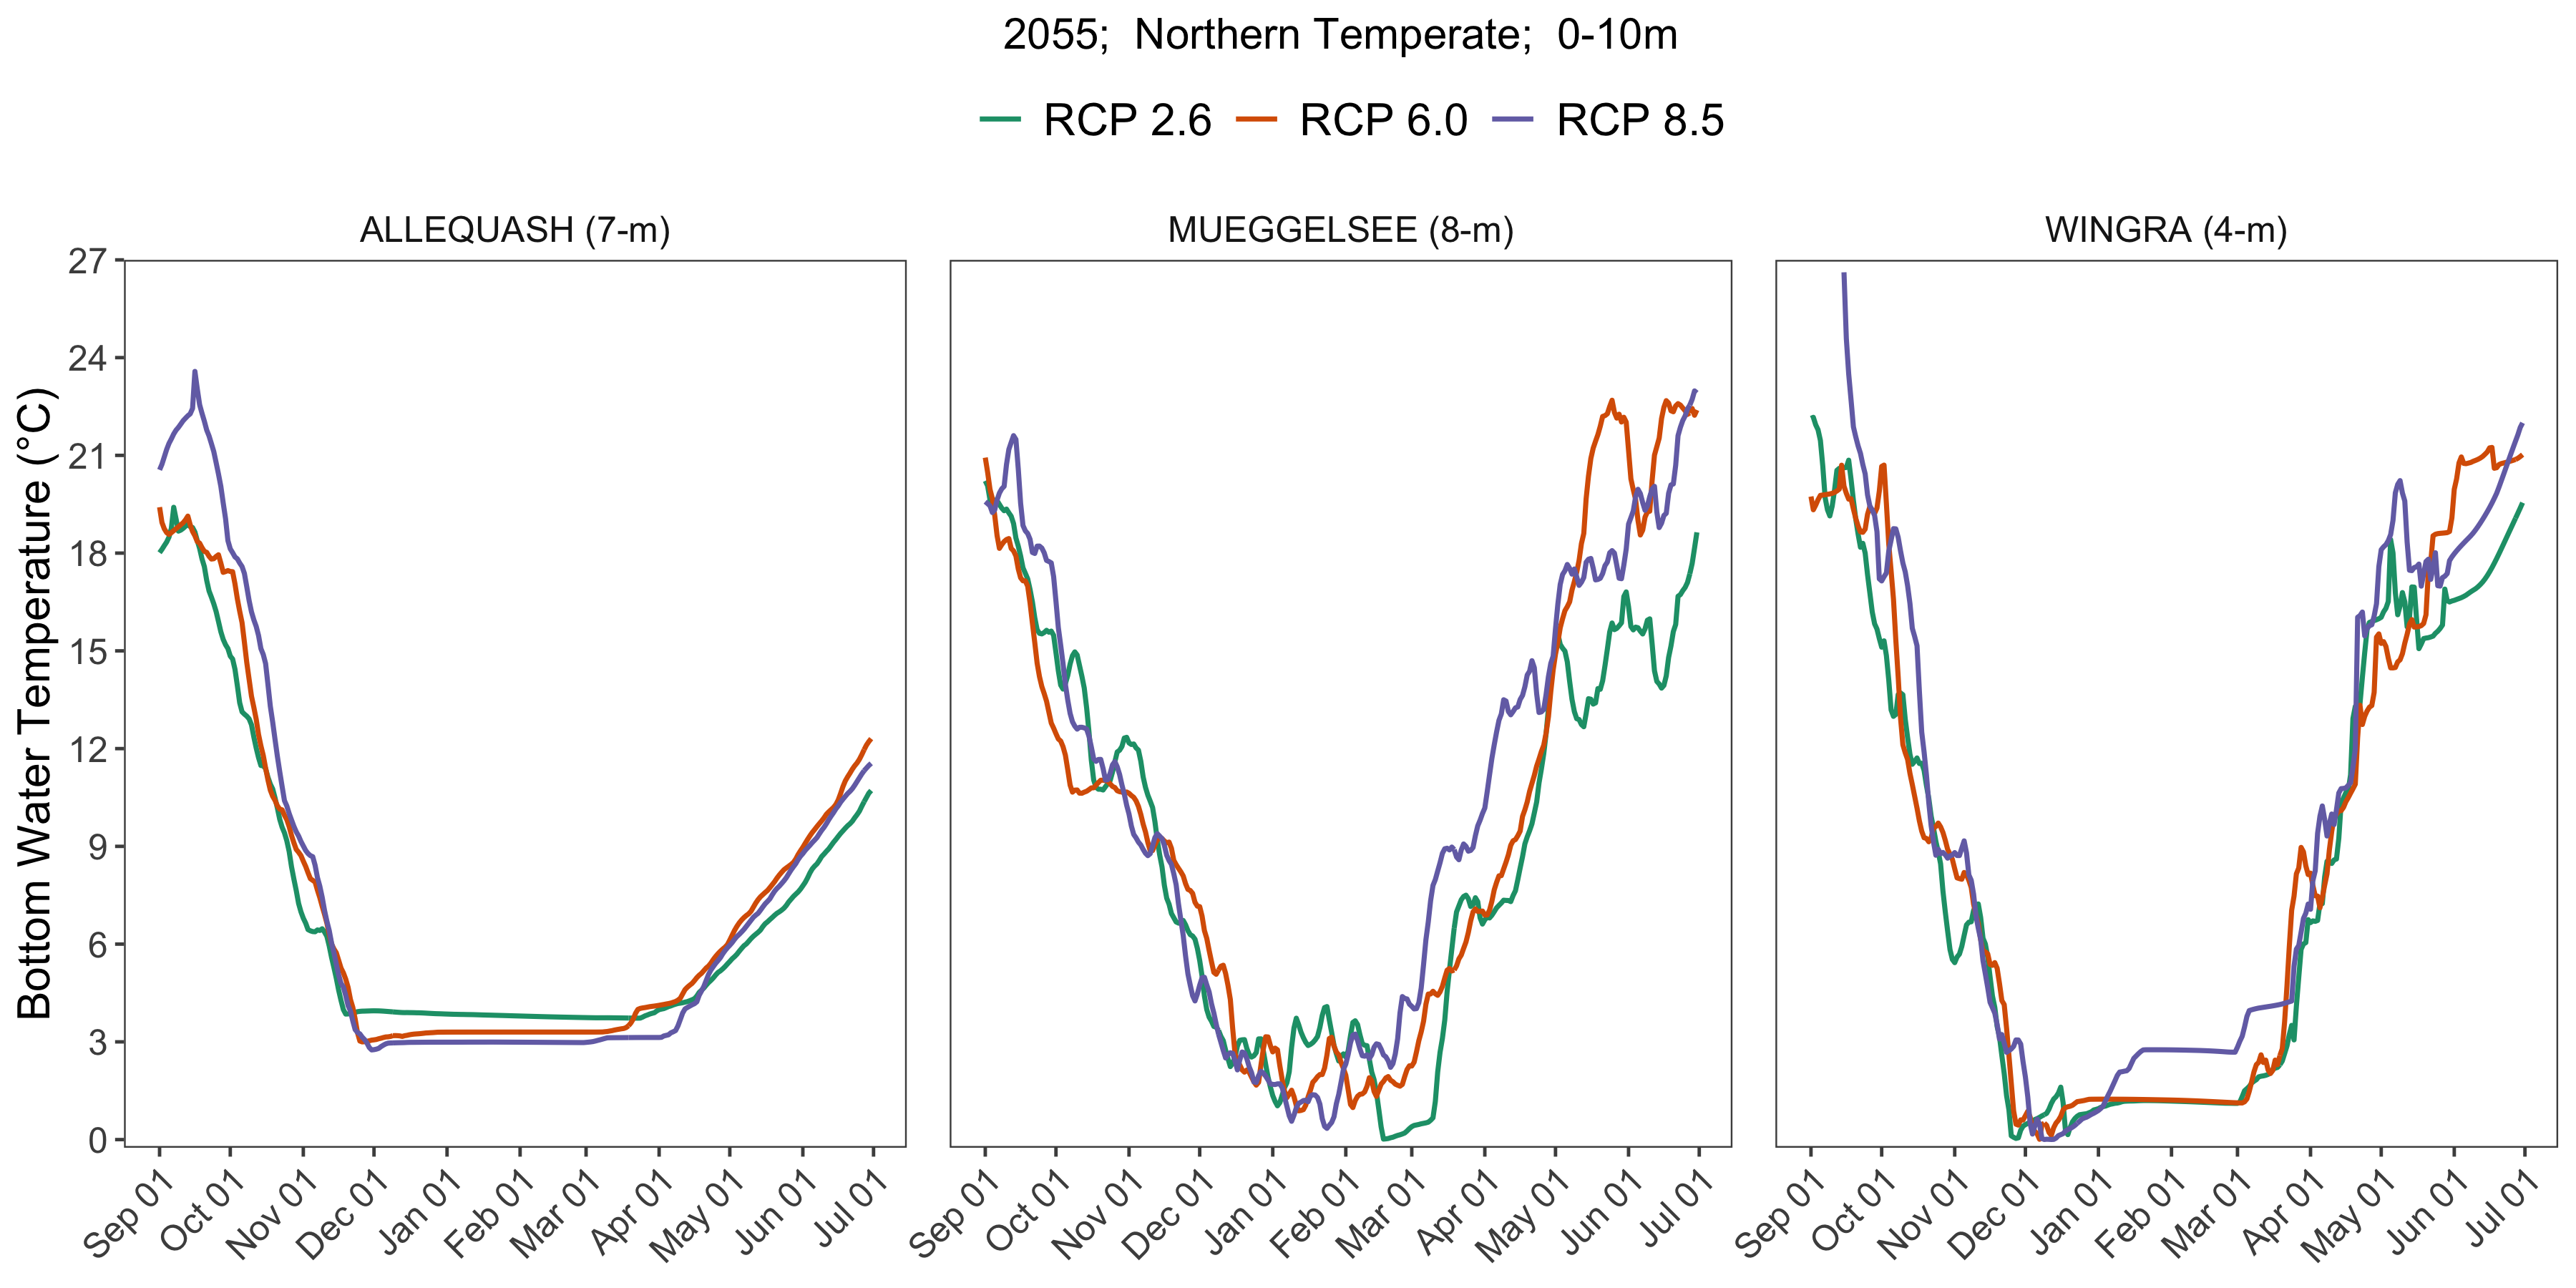 2055;  Northern Temperate;  0-10m
RCP 2.6 RCP 6.0 RCP 8.5
ALLEQUASH (7-m) MUEGGELSEE (8-m) WINGRA (4-m)
Bottom Water Temperature (°C)
27
24
21
18
15
12
9
6
3
0
Sep 01 Oct 01 Nov 01 Dec 01 Jan 01 Feb 01 Mar 01 Apr 01 May 01 Jun 01 Jul 01
Sep 01 Oct 01 Nov 01 Dec 01 Jan 01 Feb 01 Mar 01 Apr 01 May 01 Jun 01 Jul 01
Sep 01 Oct 01 Nov 01 Dec 01 Jan 01 Feb 01 Mar 01 Apr 01 May 01 Jun 01 Jul 01